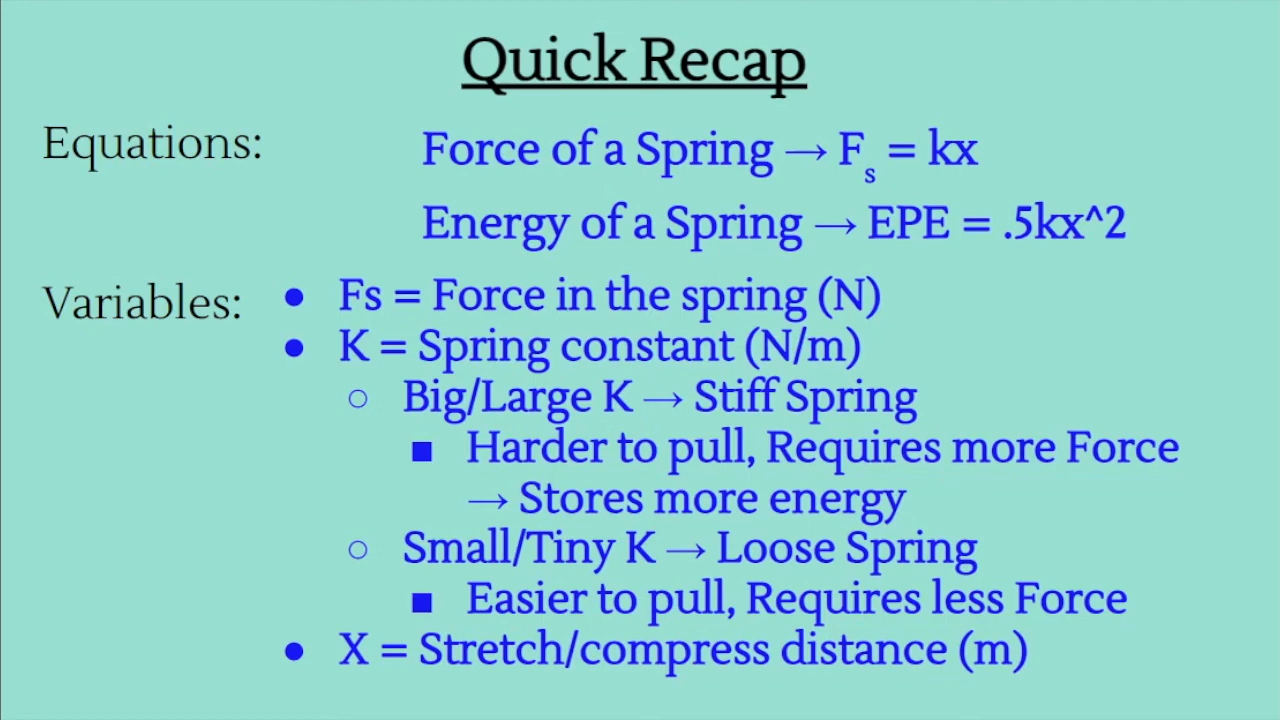 Quick Recap
Equations:
Force of a Spring → Fs = kx
Energy of a Spring → EPE = .5kx^2
Variables:
● Fs = Force in the spring (N)
● K = Spring constant (N/m)
○ Big/Large K → Stiff Spring
■ Harder to pull, Requires more Force
→ Stores more energy
○ Small/Tiny K → Loose Spring
■ Easier to pull, Requires less Force
● X = Stretch/compress distance (m)